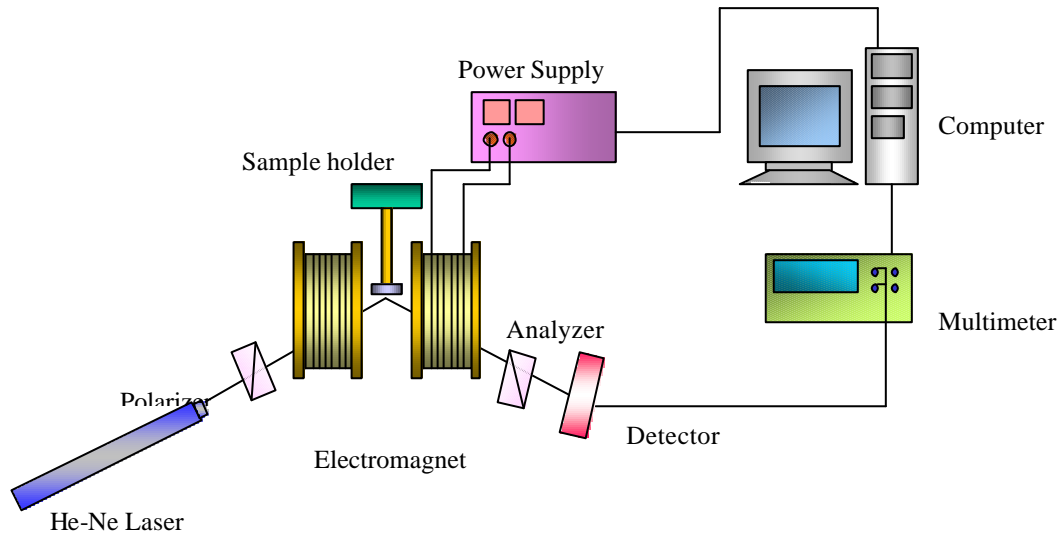 Power Supply
Computer
Sample holder
Multimeter
Analyzer
Polarizer
Detector
Electromagnet
He-Ne Laser